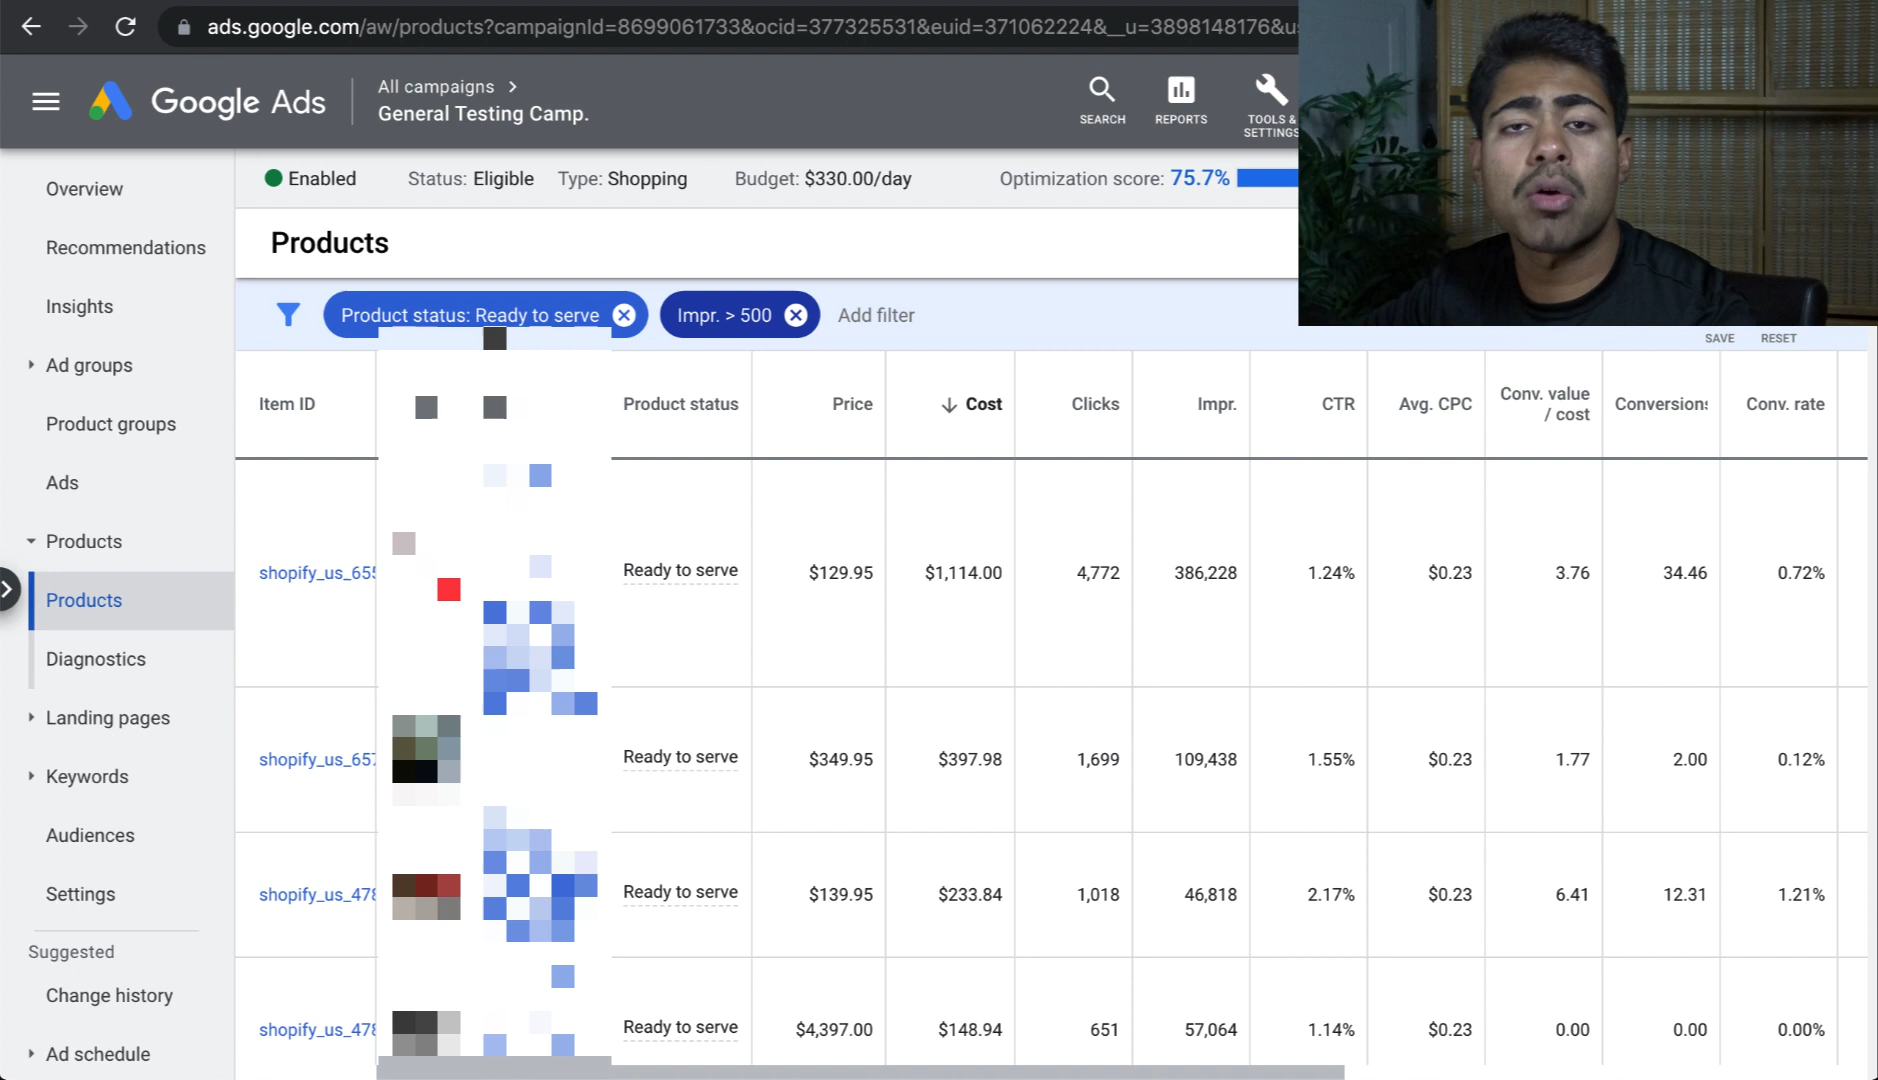 ads.google.com/aw/products?campaignId=8699061733&ocid=377325531&euid=371062224&__u=3898148176&u
Google Ads
All campaigns
General Testing Camp.
SEARCH
REPORTS
TOOLS &
SETTINGS
Overview
Recommendations
Insights
Ad groups
Product groups
Ads
Products
Products
Diagnostics
Landing pages
Keywords
Audiences
Settings
Suggested
Change history
Ad schedule
Enabled Status: Eligible Type: Shopping Budget: $330.00/day Optimization score: 75.7%
Products
Product status: Ready to serve Impr. > 500 Add filter
SAVE RESET
Item ID Product status Price Cost Clicks Impr. CTR Avg. CPC Conv. value / cost Conversions Conv. rate
shopify_us_655 Ready to serve $129.95 $1,114.00 4,772 386,228 1.24% $0.23 3.76 34.46 0.72%
shopify_us_657 Ready to serve $349.95 $397.98 1,699 109,438 1.55% $0.23 1.77 2.00 0.12%
shopify_us_478 Ready to serve $139.95 $233.84 1,018 46,818 2.17% $0.23 6.41 12.31 1.21%
shopify_us_478 Ready to serve $4,397.00 $148.94 651 57,064 1.14% $0.23 0.00 0.00 0.00%